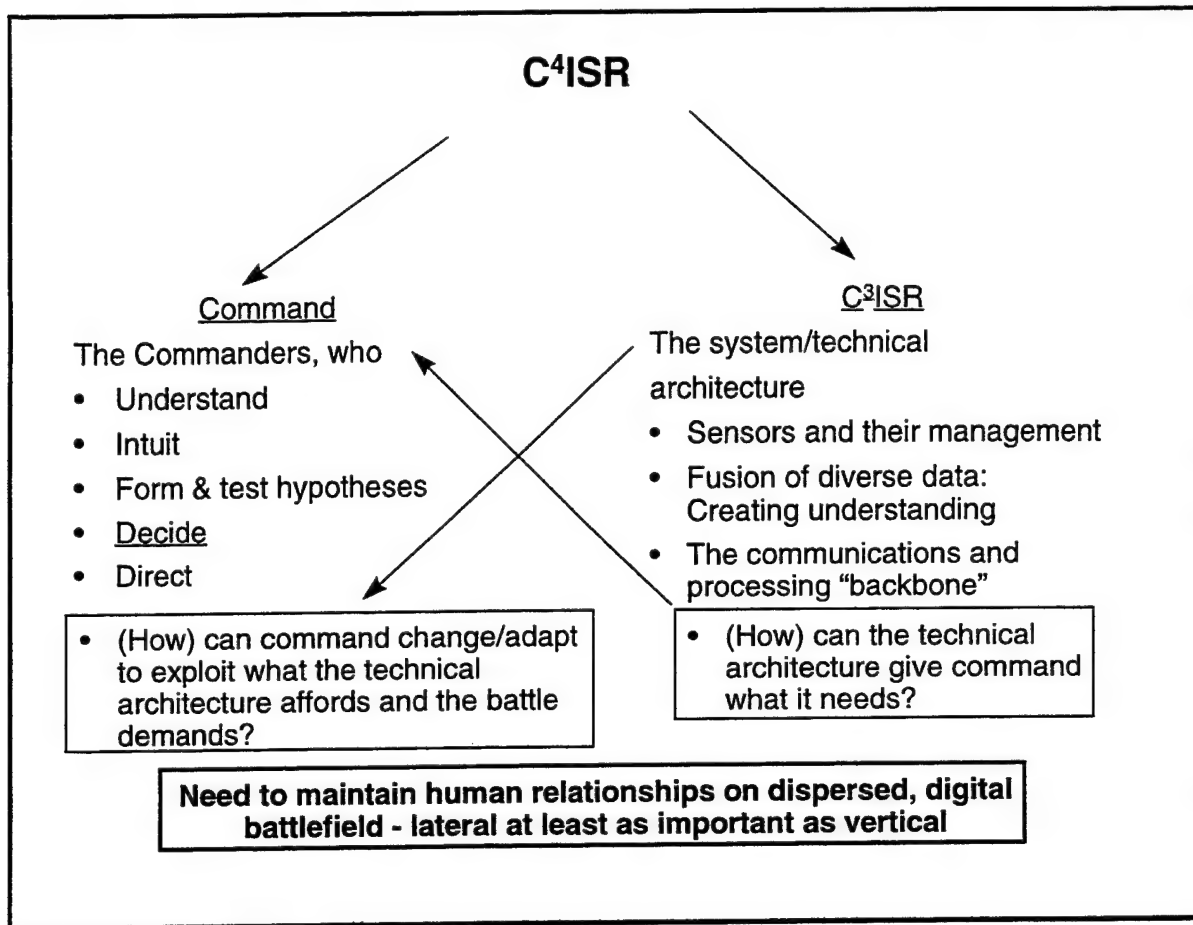 C⁴ISR
Command
The Commanders, who
• Understand
• Intuit
• Form & test hypotheses
• Decide
• Direct
• (How) can command change/adapt
to exploit what the technical
architecture affords and the battle
demands?
C³ISR
The system/technical
architecture
• Sensors and their management
• Fusion of diverse data:
Creating understanding
• The communications and
processing “backbone”
• (How) can the technical
architecture give command
what it needs?
Need to maintain human relationships on dispersed, digital
battlefield - lateral at least as important as vertical